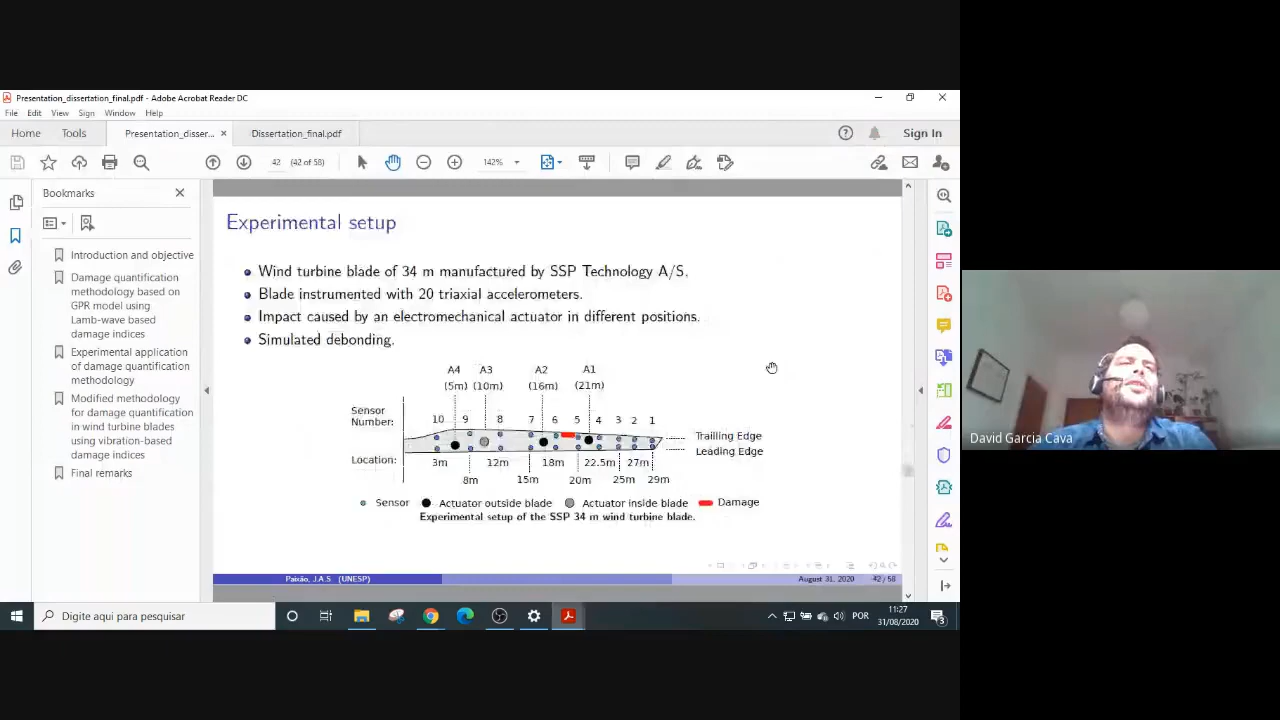 Presentation_dissertation_final.pdf - Adobe Acrobat Reader DC
File Edit View Sign Window Help
Home Tools Presentation_disser... × Dissertation_final.pdf Sign In
42 (42 of 58) 142%
Bookmarks
Introduction and objective
Damage quantification
methodology based on
GPR model using
Lamb-wave based
damage indices
Experimental application
of damage quantification
methodology
Modified methodology
for damage quantification
in wind turbine blades
using vibration-based
damage indices
Final remarks
Experimental setup
Wind turbine blade of 34 m manufactured by SSP Technology A/S.
Blade instrumented with 20 triaxial accelerometers.
Impact caused by an electromechanical actuator in different positions.
Simulated debonding.
A4 A3 A2 A1
(5m) (10m) (16m) (21m)
Sensor
Number:
10 9 8 7 6 5 4 3 2 1
Trailling Edge
Leading Edge
Location:
3m 12m 18m 22.5m 27m
8m 15m 20m 25m 29m
Sensor Actuator outside blade Actuator inside blade Damage
Experimental setup of the SSP 34 m wind turbine blade.
Paixão, J.A.S. (UNESP) August 31, 2020 42 / 58
David Garcia Cava
Digite aqui para pesquisar
POR
11:27
31/08/2020
3